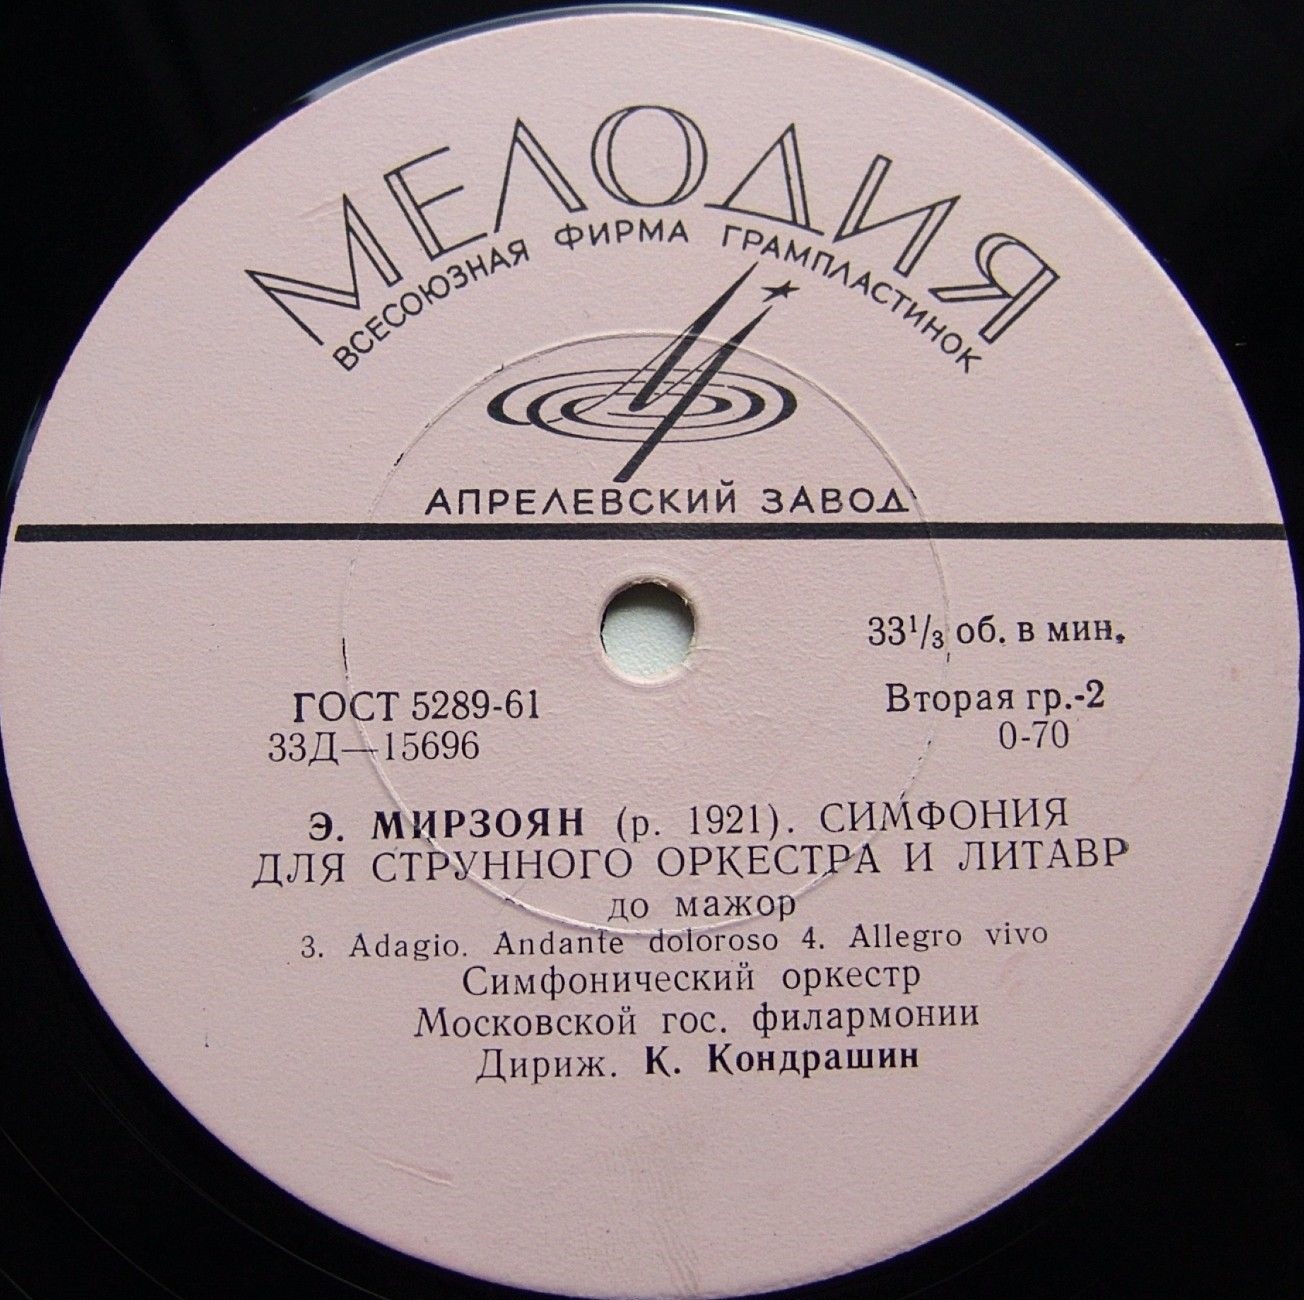 МЕЛОДИЯ
ВСЕСОЮЗНАЯ ФИРМА ГРАМПЛАСТИНОК
АПРЕЛЕВСКИЙ ЗАВОД
33¹/₃ об. в мин.
ГОСТ 5289-61
Вторая гр.-2
33Д—15696
0-70
Э. МИРЗОЯН (р. 1921). СИМФОНИЯ
ДЛЯ СТРУННОГО ОРКЕСТРА И ЛИТАВР
до мажор
3. Adagio. Andante doloroso 4. Allegro vivo
Симфонический оркестр
Московской гос. филармонии
Дириж. К. Кондрашин